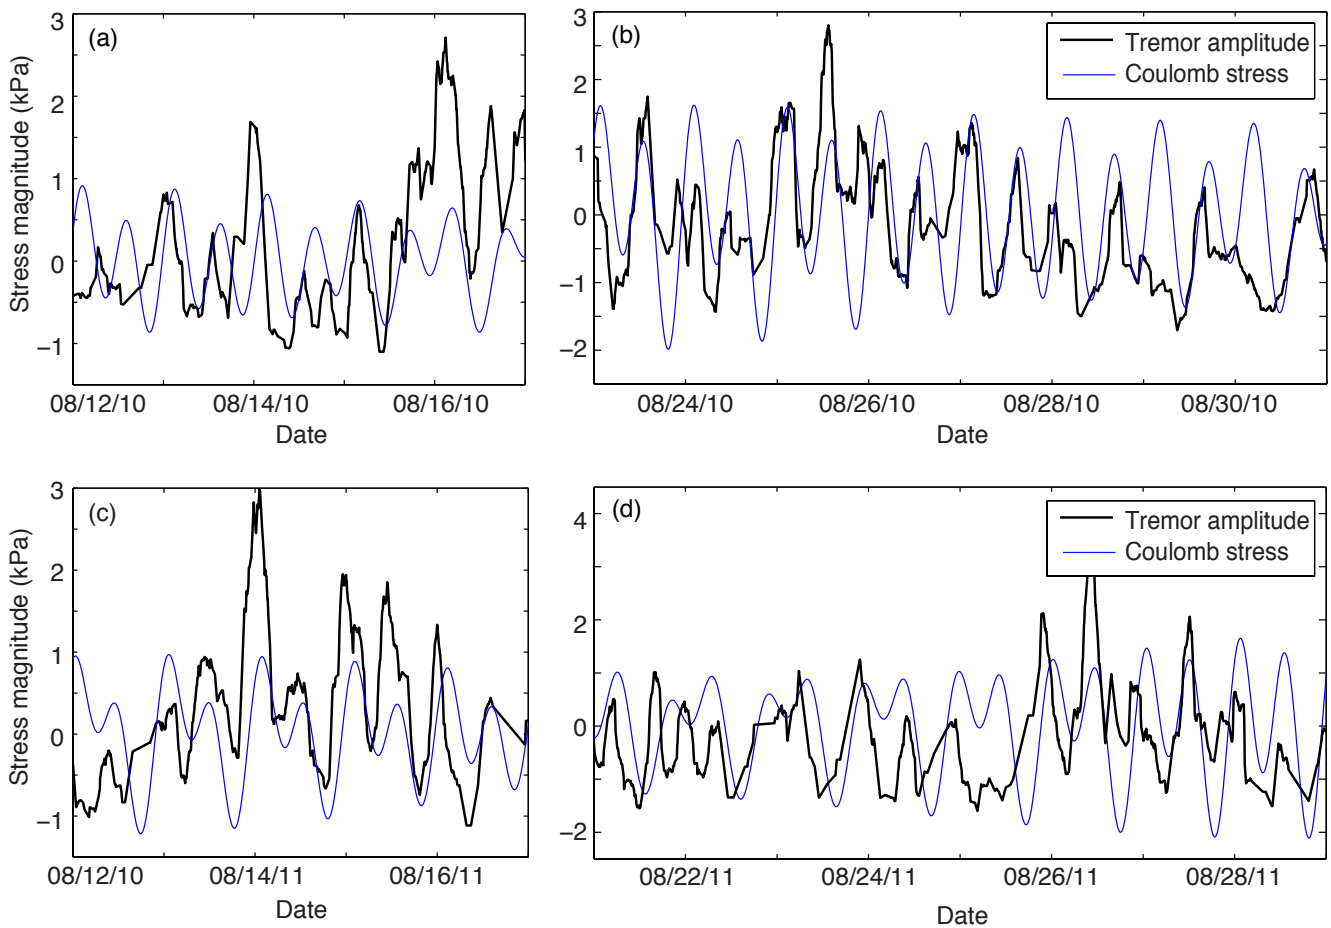 (a)
3
2
1
0
−1
Stress magnitude (kPa)
08/12/10
08/14/10
08/16/10
Date
(b)
Tremor amplitude
Coulomb stress
3
2
1
0
−1
−2
08/24/10
08/26/10
08/28/10
08/30/10
Date
(c)
3
2
1
0
−1
Stress magnitude (kPa)
08/12/10
08/14/11
08/16/11
Date
(d)
Tremor amplitude
Coulomb stress
4
2
0
−2
08/22/11
08/24/11
08/26/11
08/28/11
Date